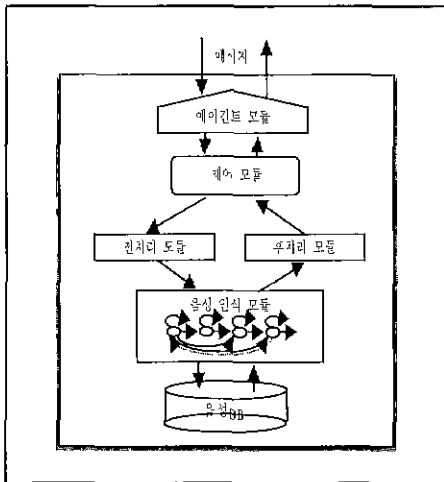 메이지
에이전트 모듈
제어 모듈
전처리 모듈
후처리 모듈
음성 인식 모듈
음성DB